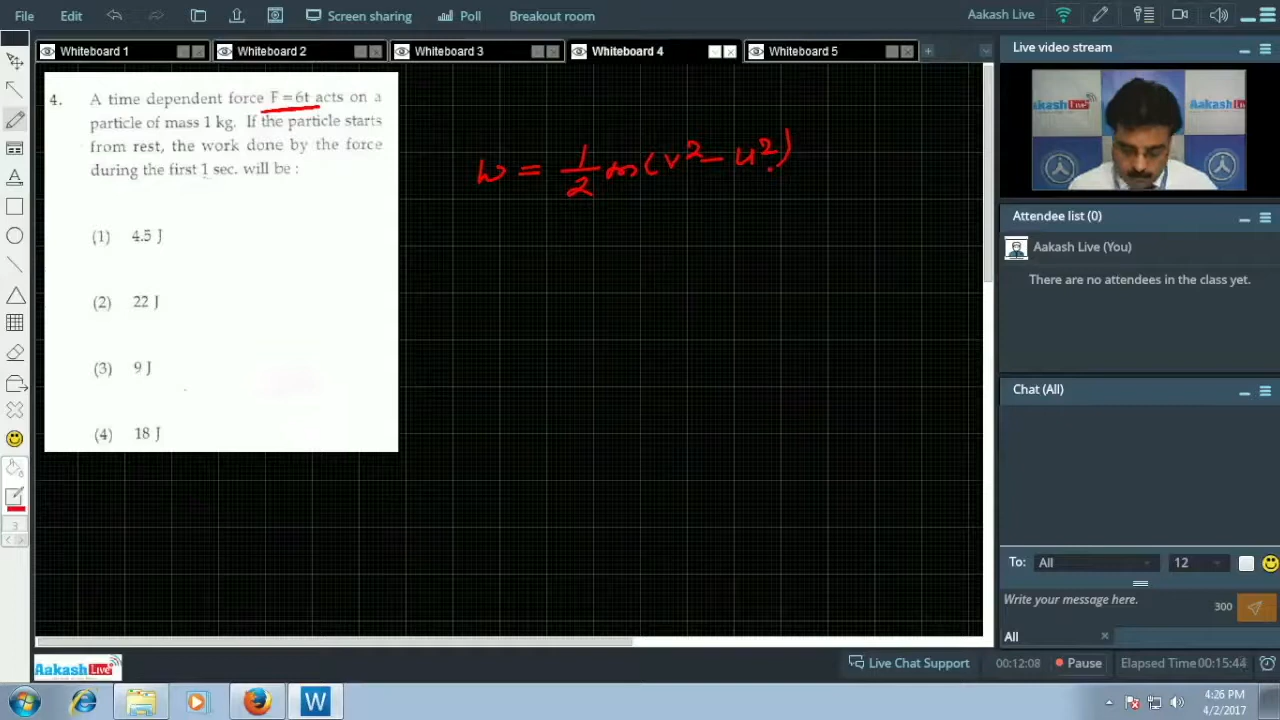 File Edit Screen sharing Poll Breakout room Aakash Live
Whiteboard 1 Whiteboard 2 Whiteboard 3 Whiteboard 4 Whiteboard 5
Live video stream
4. A time dependent force F = 6t acts on a
particle of mass 1 kg. If the particle starts
from rest, the work done by the force
during the first 1 sec. will be :
(1) 4.5 J
(2) 22 J
(3) 9 J
(4) 18 J
W = 1/2 m(v² - u²)
AakashLive AakashLive
Attendee list (0)
Aakash Live (You)
There are no attendees in the class yet.
Chat (All)
To: All 12
Write your message here. 300
All
Aakash Live
Live Chat Support 00:12:08 Pause
W
4:26 PM
4/2/2017
3